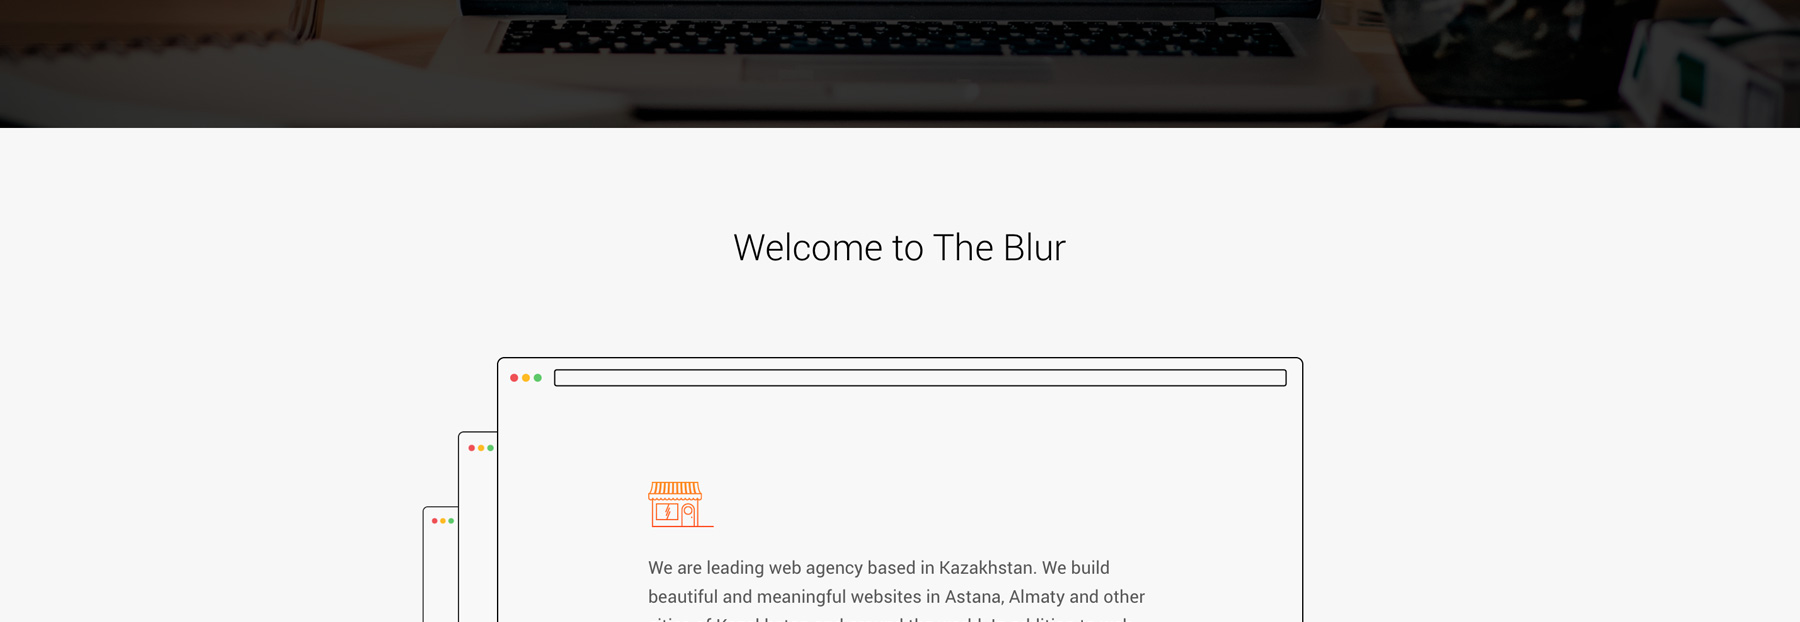 Welcome to The Blur
We are leading web agency based in Kazakhstan. We build
beautiful and meaningful websites in Astana, Almaty and other